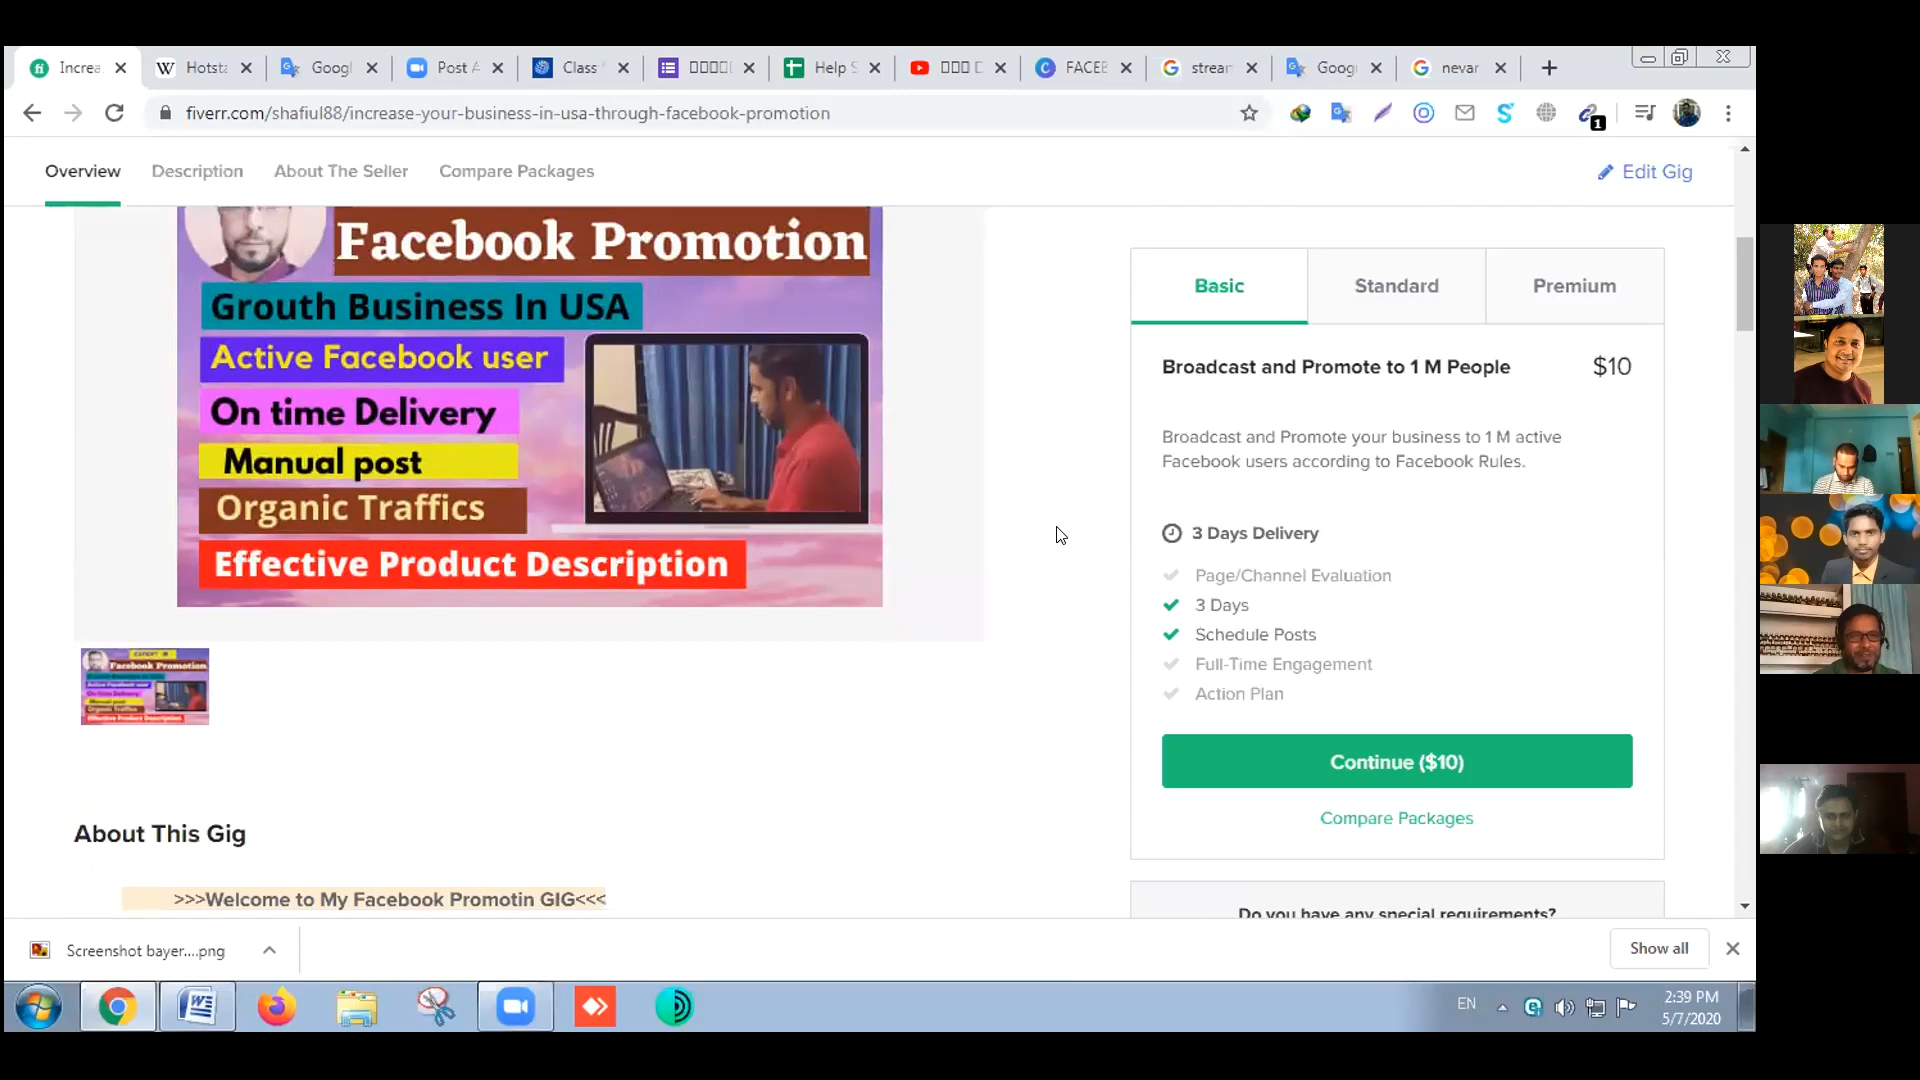 Increa
Hotsta
Googl
Post A
Class
Help S
FACEB
strean
Goog
nevar
fiverr.com/shafiul88/increase-your-business-in-usa-through-facebook-promotion
1
Overview
Description
About The Seller
Compare Packages
Edit Gig
Facebook Promotion
Grouth Business In USA
Active Facebook user
On time Delivery
Manual post
Organic Traffics
Effective Product Description
Basic
Standard
Premium
Broadcast and Promote to 1 M People
$10
Broadcast and Promote your business to 1 M active
Facebook users according to Facebook Rules.
3 Days Delivery
Page/Channel Evaluation
3 Days
Schedule Posts
Full-Time Engagement
Action Plan
Continue ($10)
Compare Packages
Do you have any special requirements?
Facebook Promotion
About This Gig
>>>Welcome to My Facebook Promotin GIG<<<
Screenshot bayer....png
Show all
EN
2:39 PM
5/7/2020